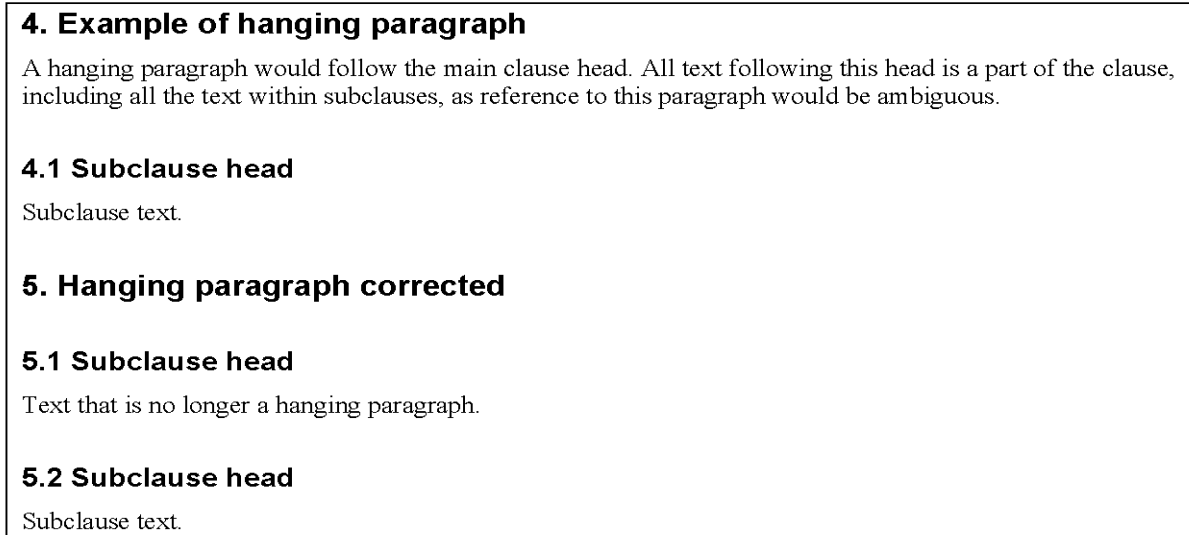 4. Example of hanging paragraph
A hanging paragraph would follow the main clause head. All text following this head is a part of the clause,
including all the text within subclauses, as reference to this paragraph would be ambiguous.
4.1 Subclause head
Subclause text.
5. Hanging paragraph corrected
5.1 Subclause head
Text that is no longer a hanging paragraph.
5.2 Subclause head
Subclause text.